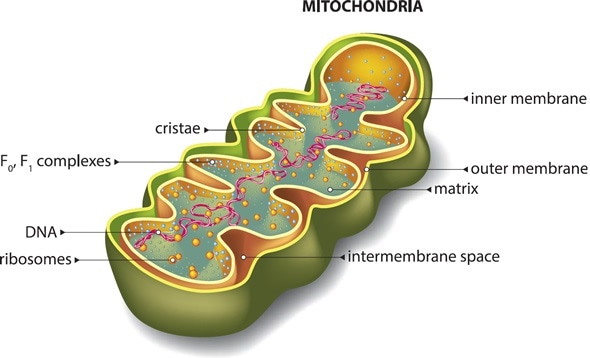 MITOCHONDRIA
inner membrane
cristae
F₀, F₁ complexes
outer membrane
matrix
DNA
ribosomes
intermembrane space